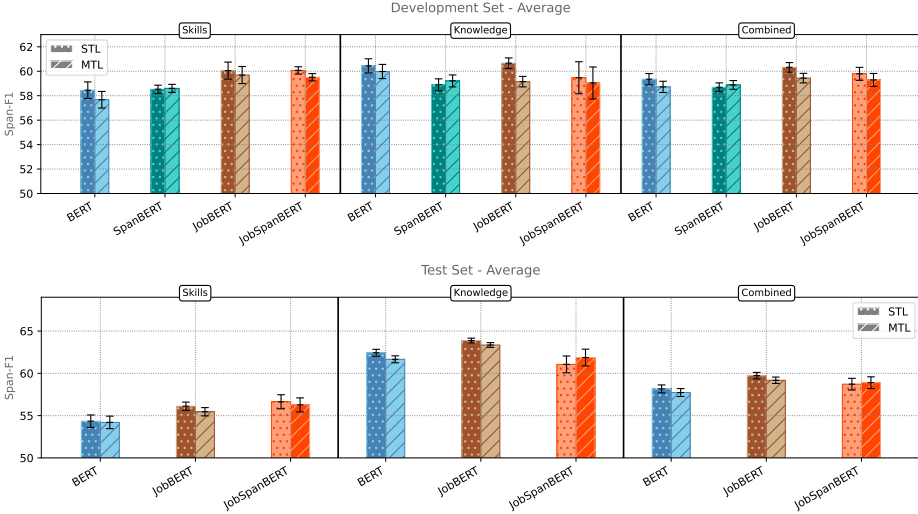 Development Set - Average
Skills
Knowledge
Combined
STL
MTL
Span-F1
62
60
58
56
54
52
50
BERT
SpanBERT
JobBERT
JobSpanBERT
BERT
SpanBERT
JobBERT
JobSpanBERT
BERT
SpanBERT
JobBERT
JobSpanBERT
Test Set - Average
Skills
Knowledge
Combined
STL
MTL
Span-F1
65
60
55
50
BERT
JobBERT
JobSpanBERT
BERT
JobBERT
JobSpanBERT
BERT
JobBERT
JobSpanBERT